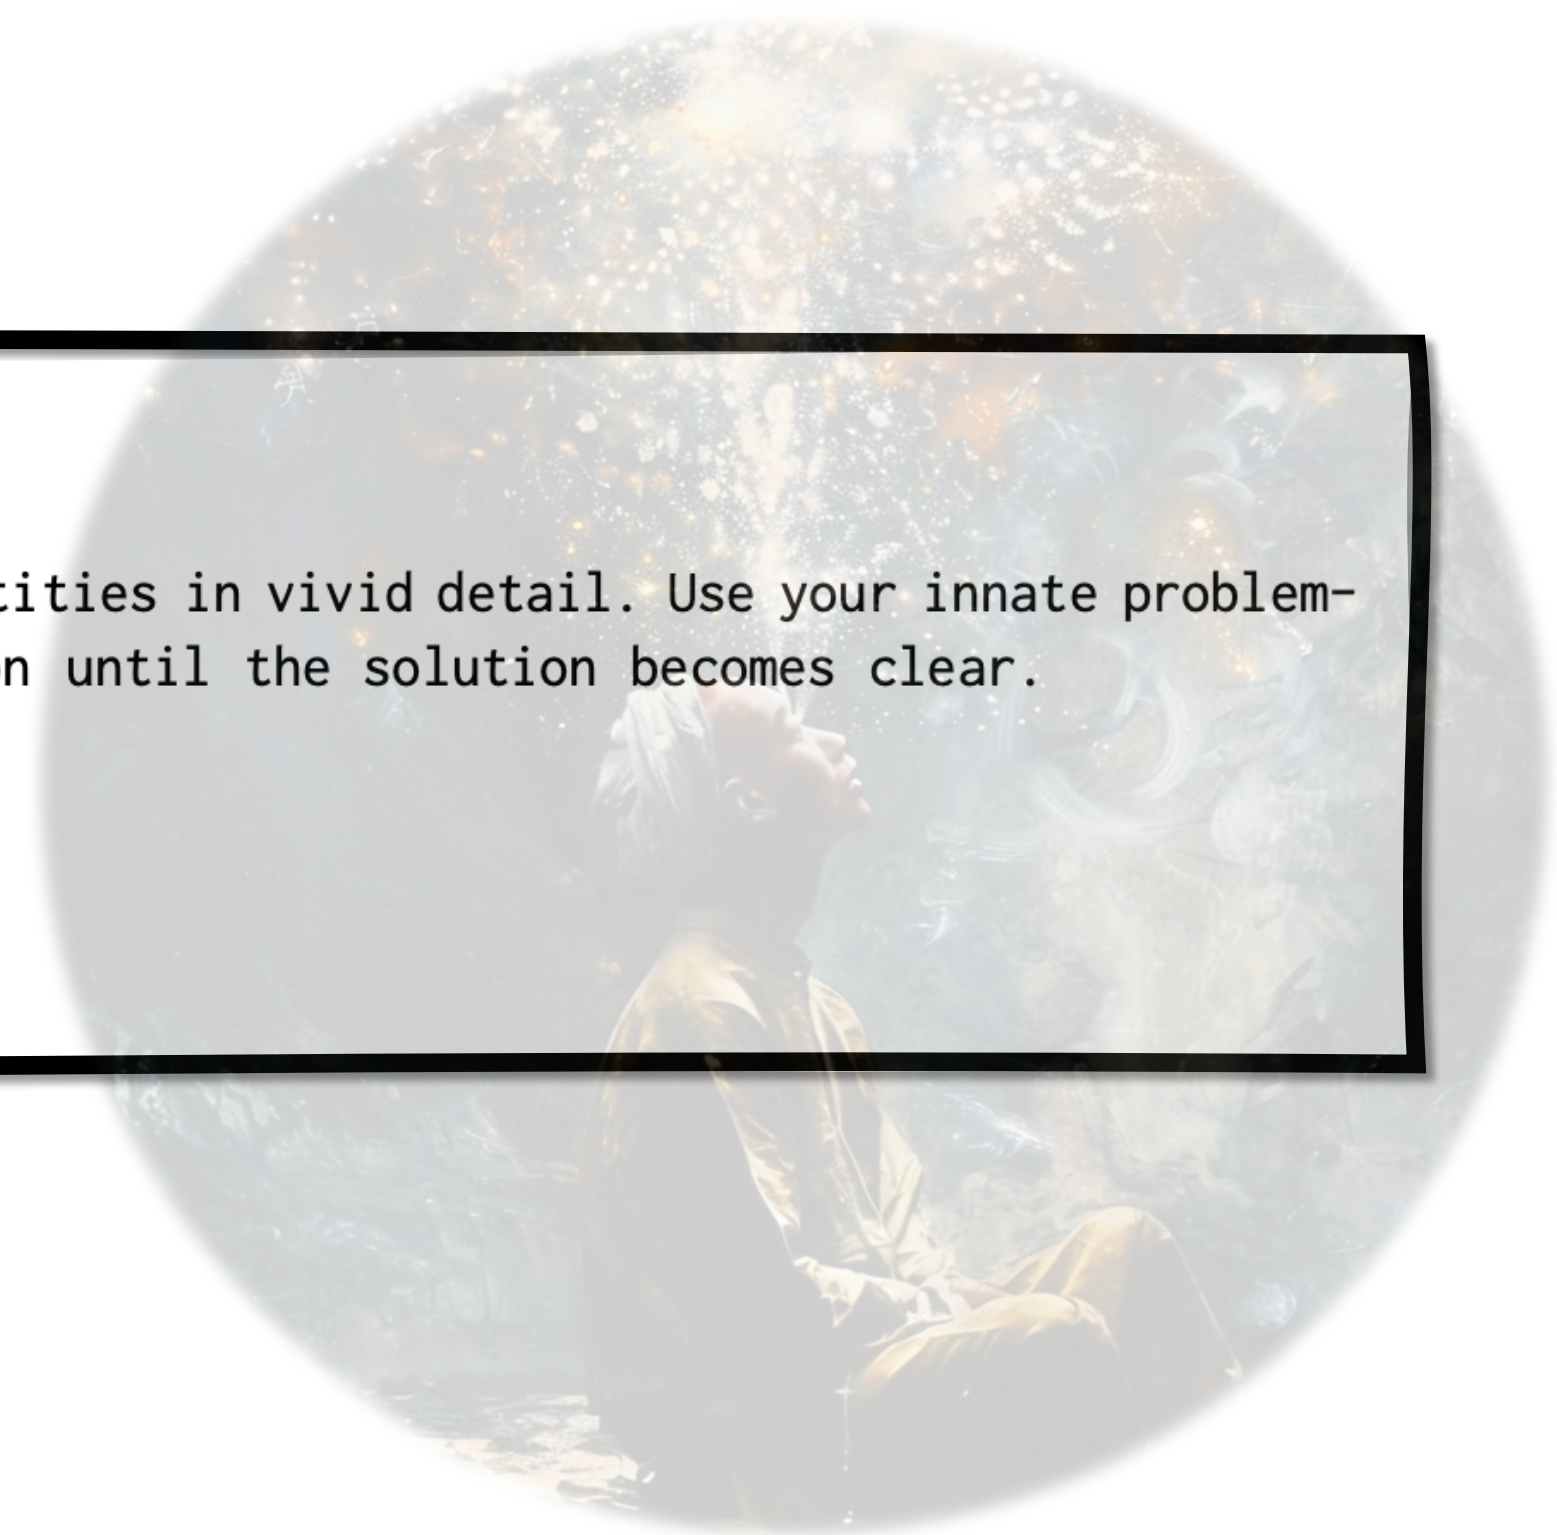 tities in vivid detail. Use your innate problem-
n until the solution becomes clear.